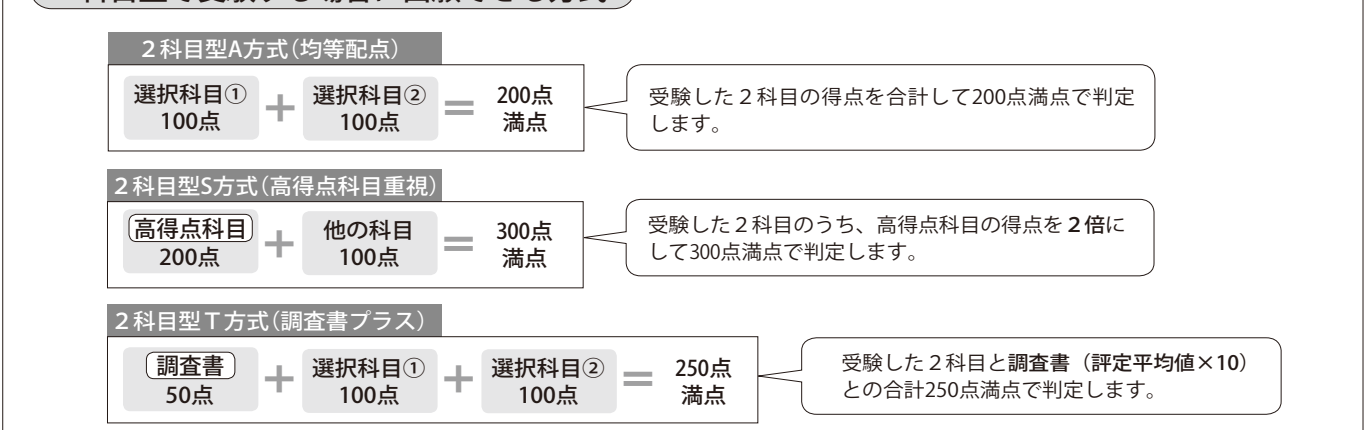 ２科目型A方式（均等配点）
選択科目① ＋ 選択科目② ＝ 200点
100点 100点 満点
受験した２科目の得点を合計して200点満点で判定
します。
２科目型S方式（高得点科目重視）
高得点科目 ＋ 他の科目 ＝ 300点
200点 100点 満点
受験した２科目のうち、高得点科目の得点を２倍に
して300点満点で判定します。
２科目型Ｔ方式（調査書プラス）
調査書 ＋ 選択科目① ＋ 選択科目② ＝ 250点
50点 100点 100点 満点
受験した２科目と調査書（評定平均値×10）
との合計250点満点で判定します。